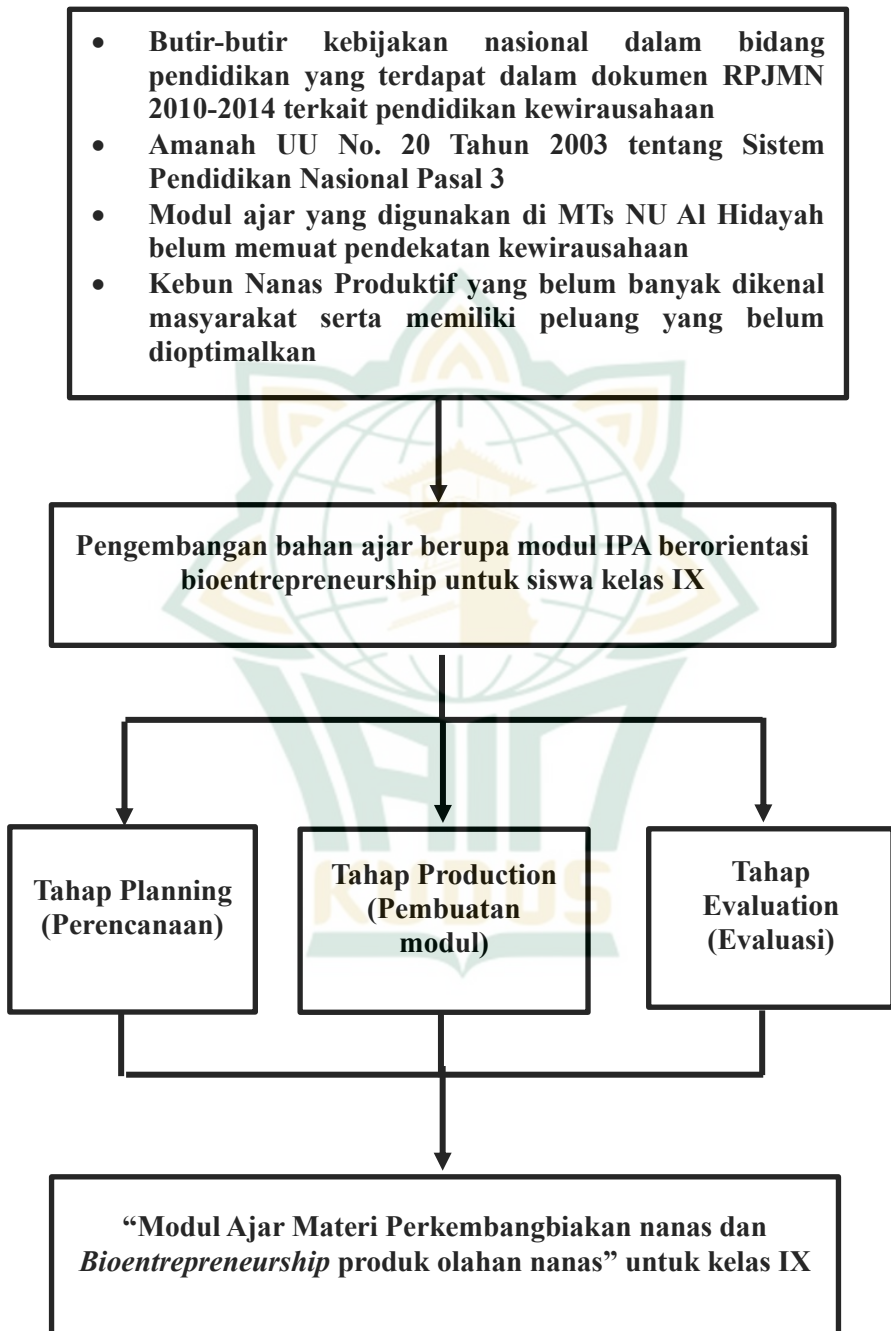 • Butir-butir kebijakan nasional dalam bidang
pendidikan yang terdapat dalam dokumen RPJMN
2010-2014 terkait pendidikan kewirausahaan
• Amanah UU No. 20 Tahun 2003 tentang Sistem
Pendidikan Nasional Pasal 3
• Modul ajar yang digunakan di MTs NU Al Hidayah
belum memuat pendekatan kewirausahaan
• Kebun Nanas Produktif yang belum banyak dikenal
masyarakat serta memiliki peluang yang belum
dioptimalkan
Pengembangan bahan ajar berupa modul IPA berorientasi
bioentrepreneurship untuk siswa kelas IX
Tahap Planning
(Perencanaan)
Tahap Production
(Pembuatan
modul)
Tahap
Evaluation
(Evaluasi)
IAIN
KUDUS
“Modul Ajar Materi Perkembangbiakan nanas dan
Bioentrepreneurship produk olahan nanas” untuk kelas IX